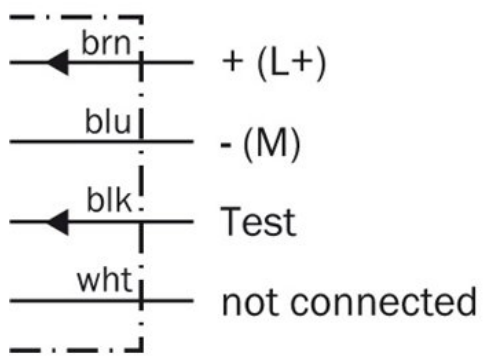 brn + (L+)
blu - (M)
blk Test
wht not connected